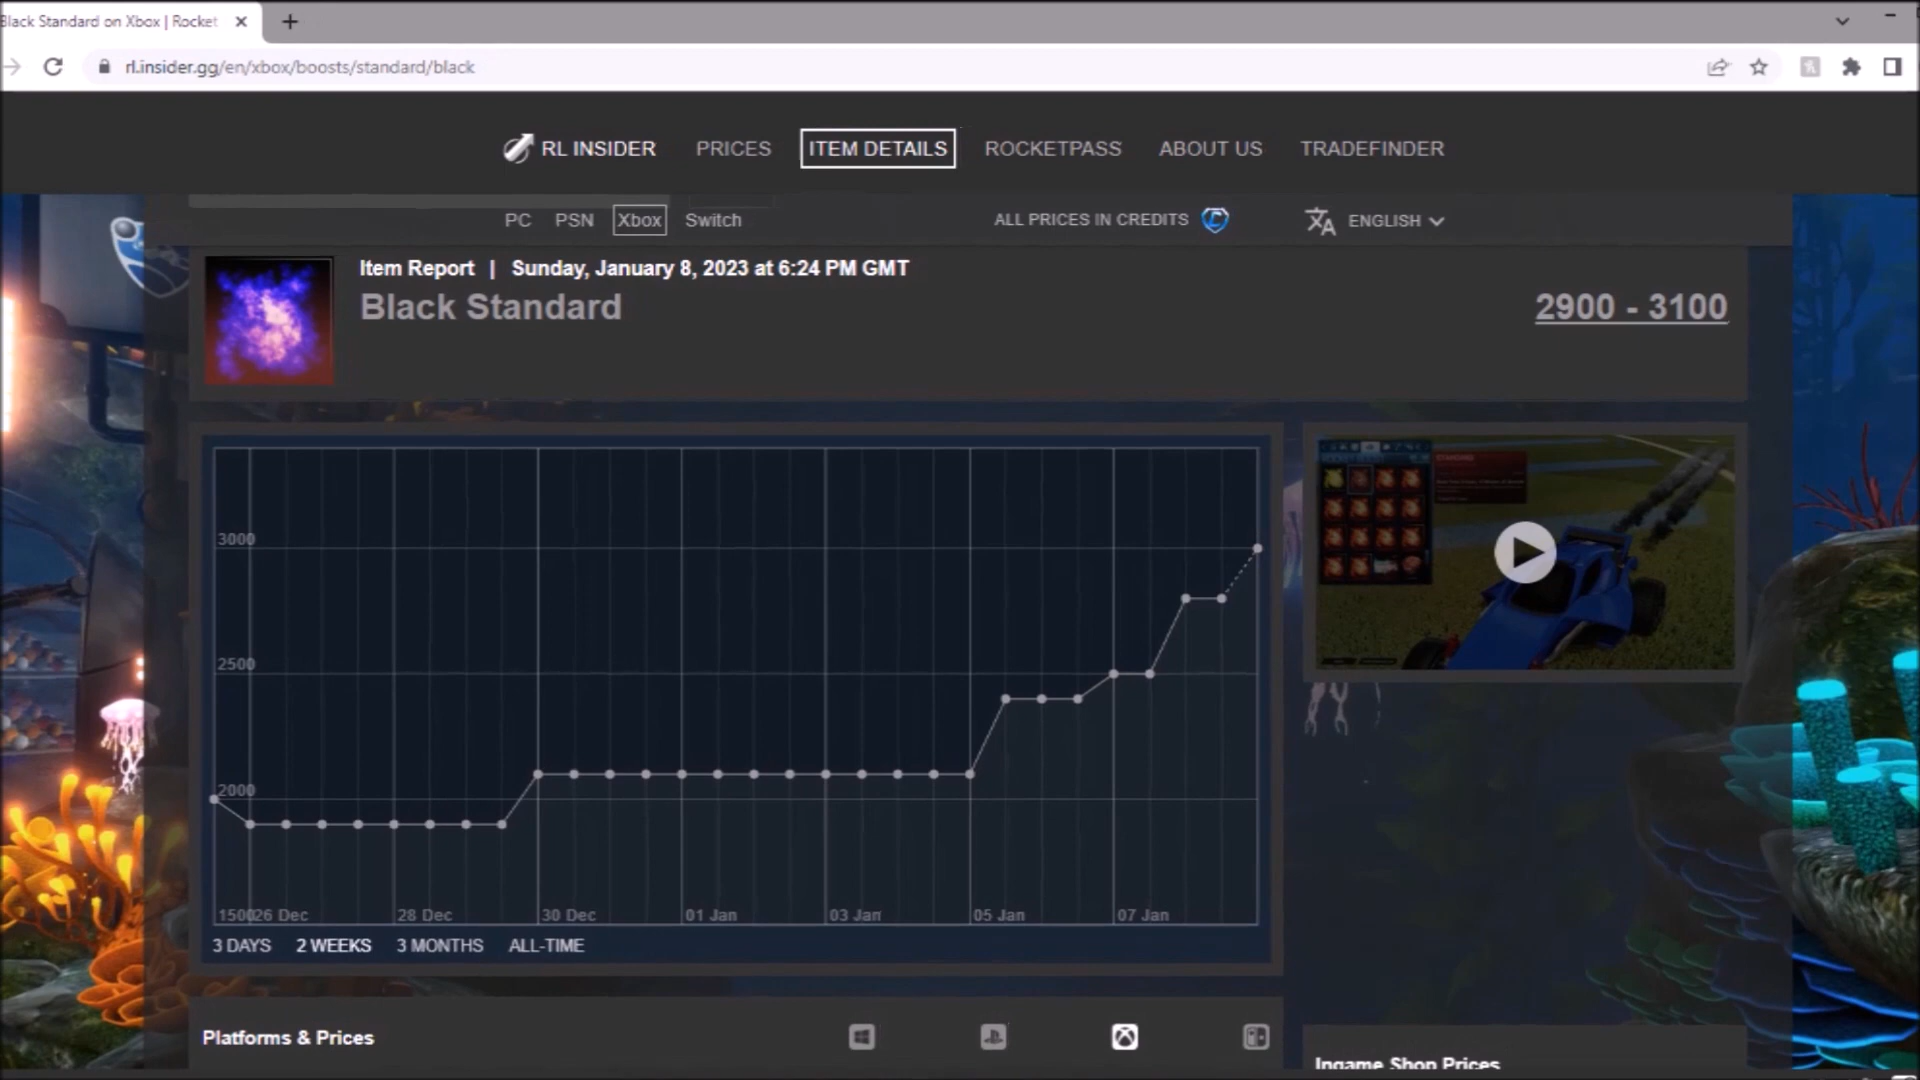 Black Standard on Xbox | Rocket
rl.insider.gg/en/xbox/boosts/standard/black
RL INSIDER PRICES ITEM DETAILS ROCKETPASS ABOUT US TRADEFINDER
PC PSN Xbox Switch ALL PRICES IN CREDITS ENGLISH
Item Report | Sunday, January 8, 2023 at 6:24 PM GMT
Black Standard 2900 - 3100
3000
2500
2000
1500 26 Dec 28 Dec 30 Dec 01 Jan 03 Jan 05 Jan 07 Jan
3 DAYS 2 WEEKS 3 MONTHS ALL-TIME
Platforms & Prices
Ingame Shop Prices